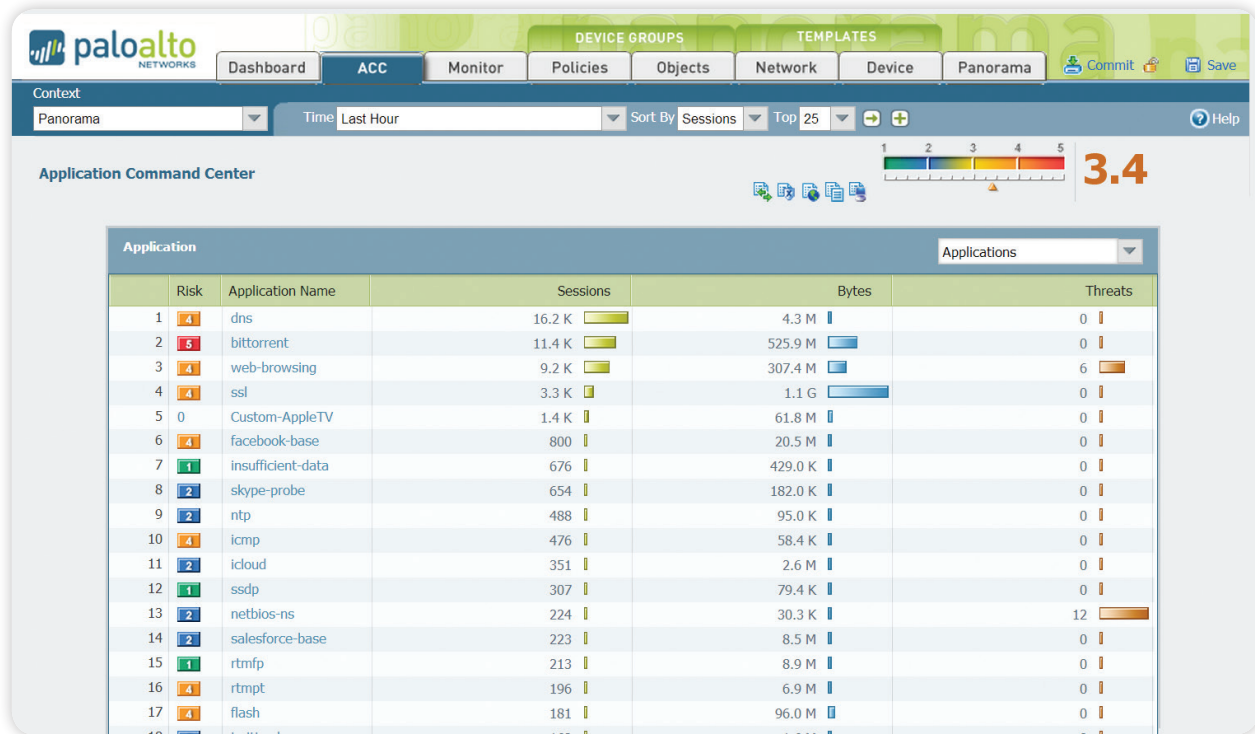 paloalto
NETWORKS
DEVICE GROUPS TEMPLATES
Dashboard ACC Monitor Policies Objects Network Device Panorama Commit Save
Context
Panorama Time Last Hour Sort By Sessions Top 25 Help
1 2 3 4 5
Application Command Center 3.4
Application Applications
Risk Application Name Sessions Bytes Threats
1 4 dns 16.2 K 4.3 M 0
2 5 bittorrent 11.4 K 525.9 M 0
3 4 web-browsing 9.2 K 307.4 M 6
4 4 ssl 3.3 K 1.1 G 0
5 0 Custom-AppleTV 1.4 K 61.8 M 0
6 4 facebook-base 800 20.5 M 0
7 1 insufficient-data 676 429.0 K 0
8 2 skype-probe 654 182.0 K 0
9 2 ntp 488 95.0 K 0
10 4 icmp 476 58.4 K 0
11 2 icloud 351 2.6 M 0
12 1 ssdp 307 79.4 K 0
13 2 netbios-ns 224 30.3 K 12
14 2 salesforce-base 223 8.5 M 0
15 1 rtmfp 213 8.9 M 0
16 4 rtmpt 196 6.9 M 0
17 4 flash 181 96.0 M 0